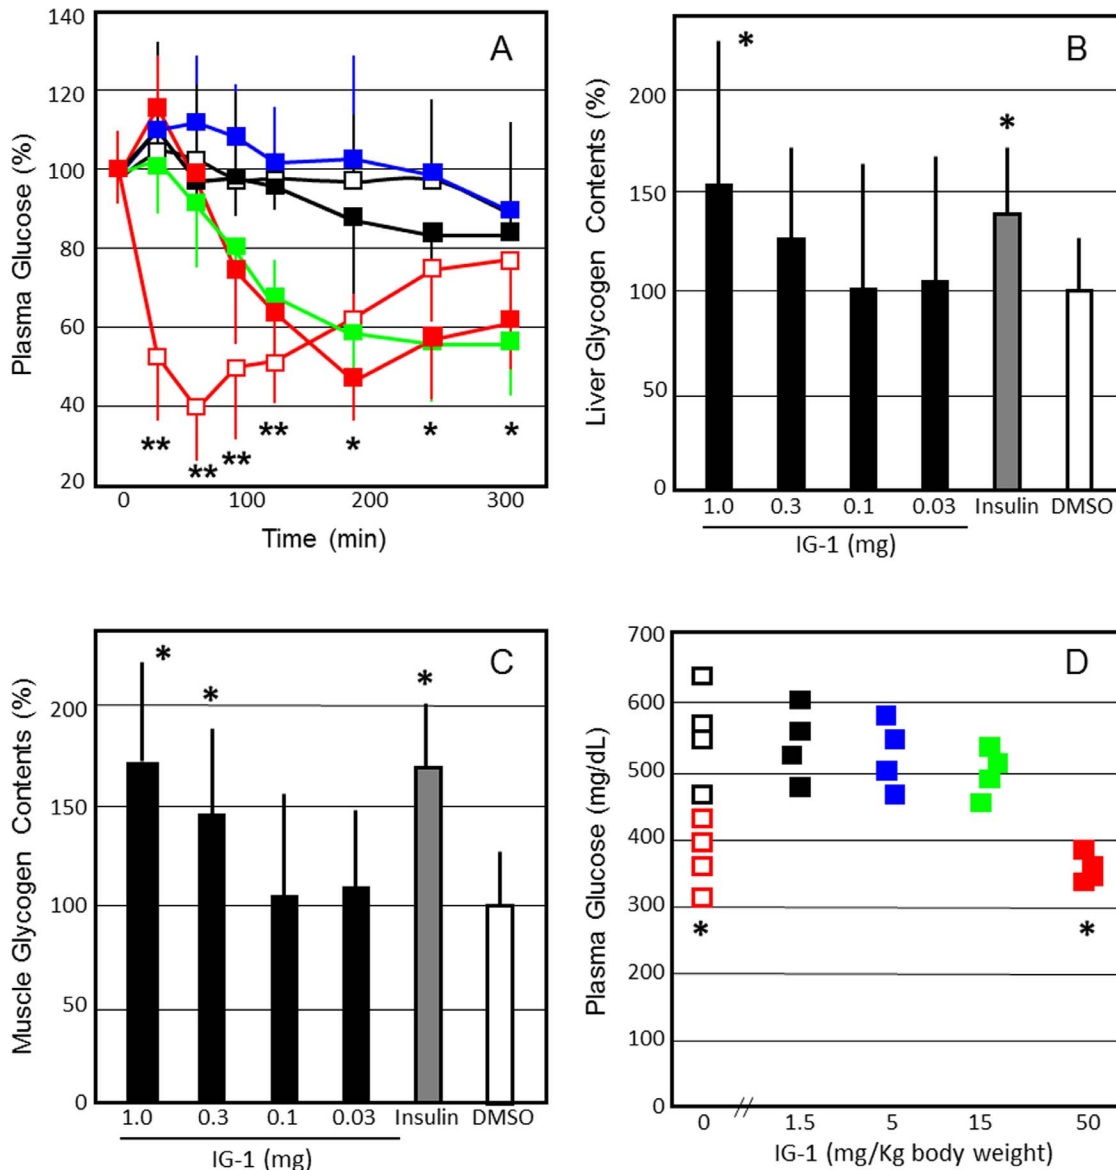 A
Plasma Glucose (%)
140
120
100
80
60
40
20
** ** ** ** * * *
0 100 200 300
Time (min)
B
Liver Glycogen Contents (%)
200
150
100
50
0
* *
1.0 0.3 0.1 0.03 Insulin DMSO
IG-1 (mg)
C
Muscle Glycogen Contents (%)
200
150
100
50
0
* * *
1.0 0.3 0.1 0.03 Insulin DMSO
IG-1 (mg)
D
Plasma Glucose (mg/dL)
700
600
500
400
300
200
100
0
* *
0 // 1.5 5 15 50
IG-1 (mg/Kg body weight)